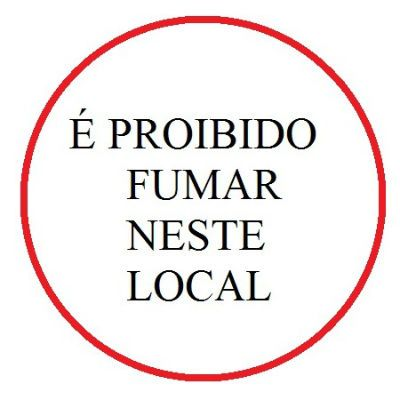 É PROIBIDO
FUMAR
NESTE
LOCAL